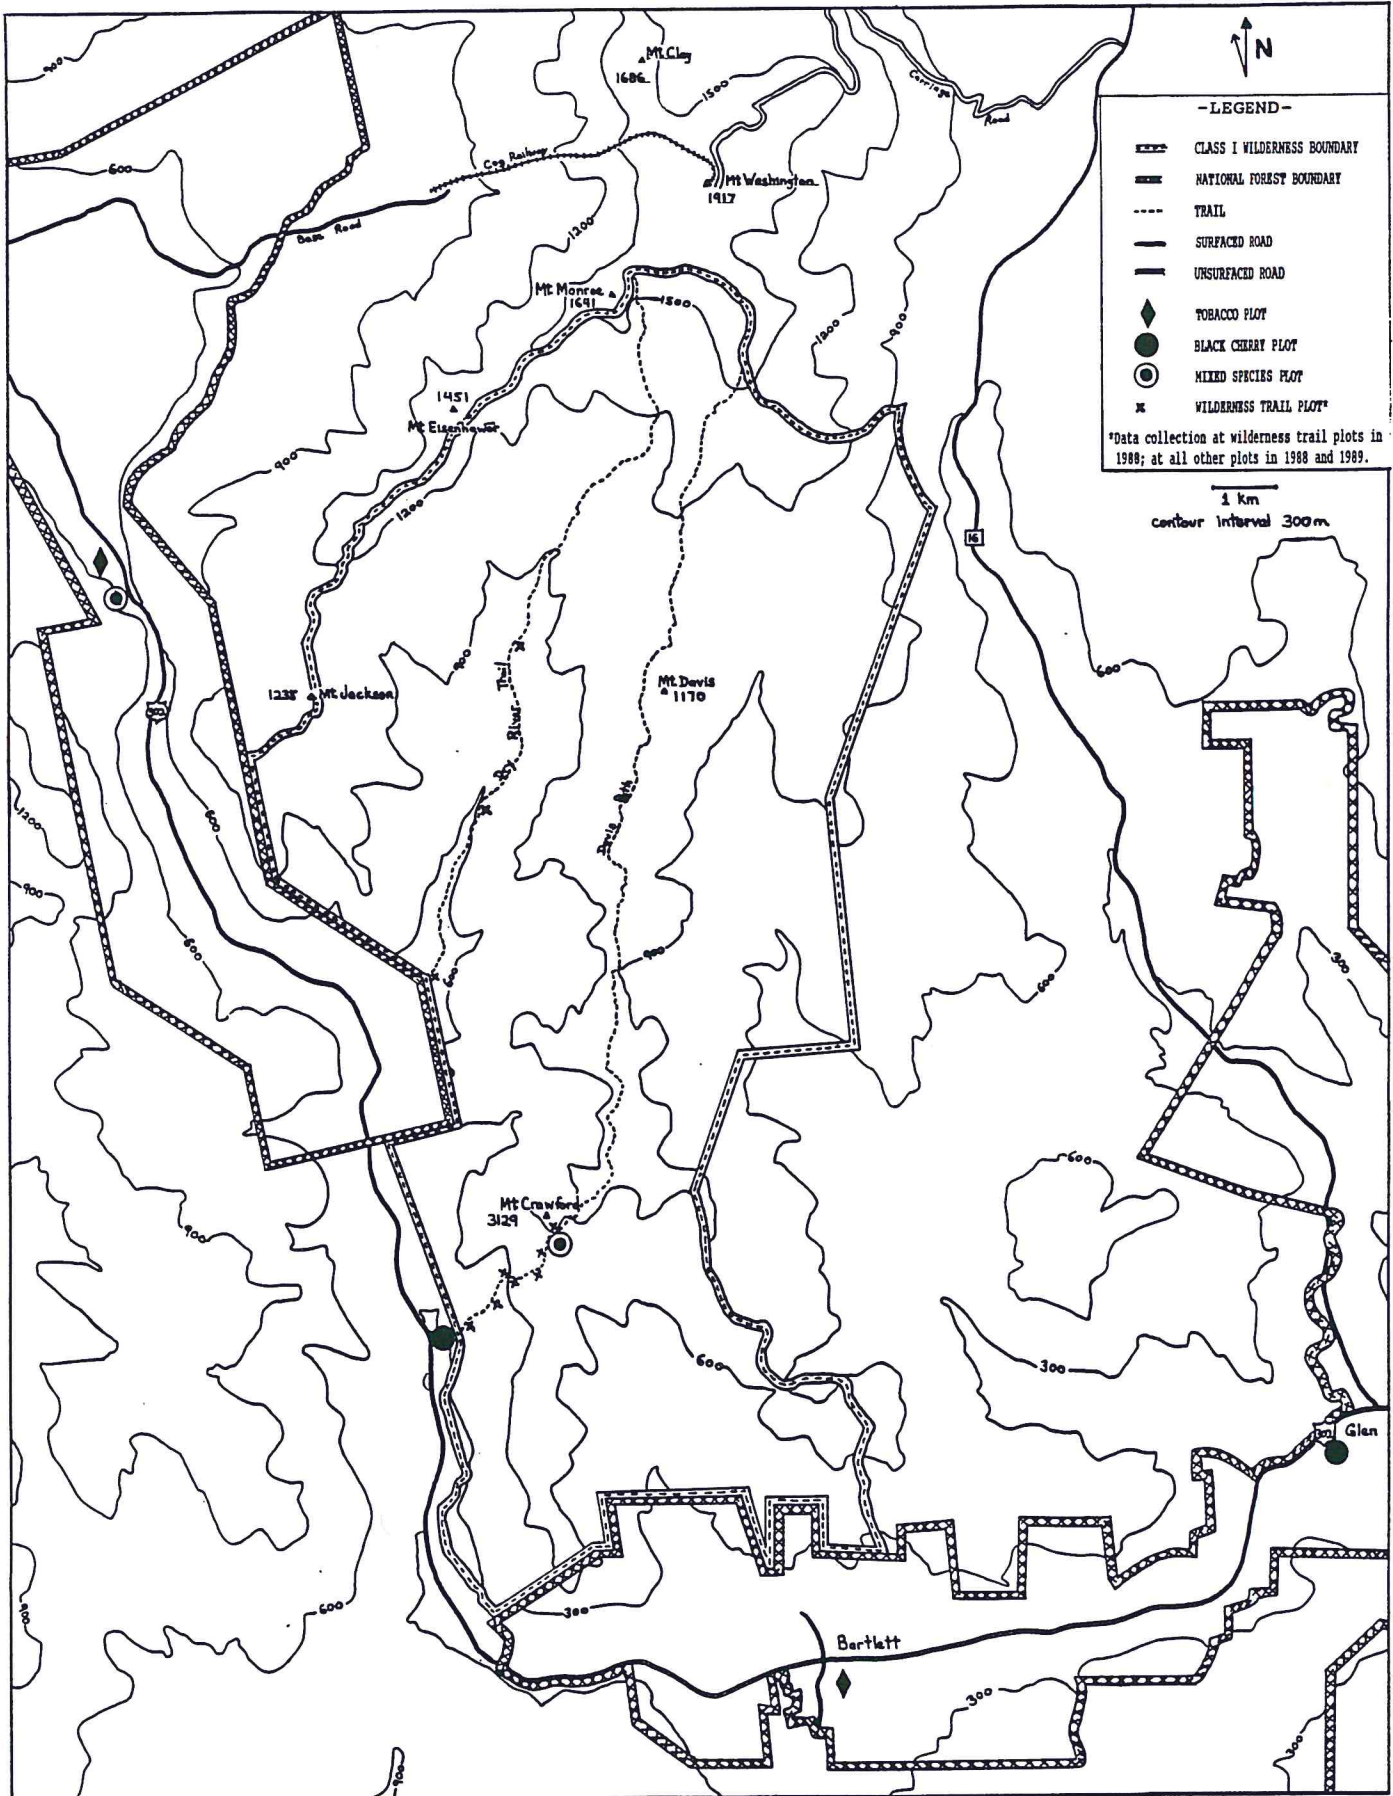 N
-LEGEND-
CLASS I WILDERNESS BOUNDARY
NATIONAL FOREST BOUNDARY
TRAIL
SURFACED ROAD
UNSURFACED ROAD
TOBACCO PLOT
BLACK CHERRY PLOT
MIXED SPECIES PLOT
x WILDERNESS TRAIL PLOT*
*Data collection at wilderness trail plots in
1988; at all other plots in 1988 and 1989.
1 km
contour interval 300m
900
Mt. Clay
1686
1500
Carriage
Road
600
Cog Railway
Mt Washington
1917
Base Road
1200
Mt Monroe
1691
1500
1200
900
1451
Mt Eisenhower
900
1200
16
600
900
Trail
River
Dry
Mt. Davis
1170
1238 Mt Jackson
1200
600
Davis
Path
900
600
600
900
300
600
600
Mt Crawford
3129
900
600
300
600
Glen
900
600
300
Bartlett
300
300
900